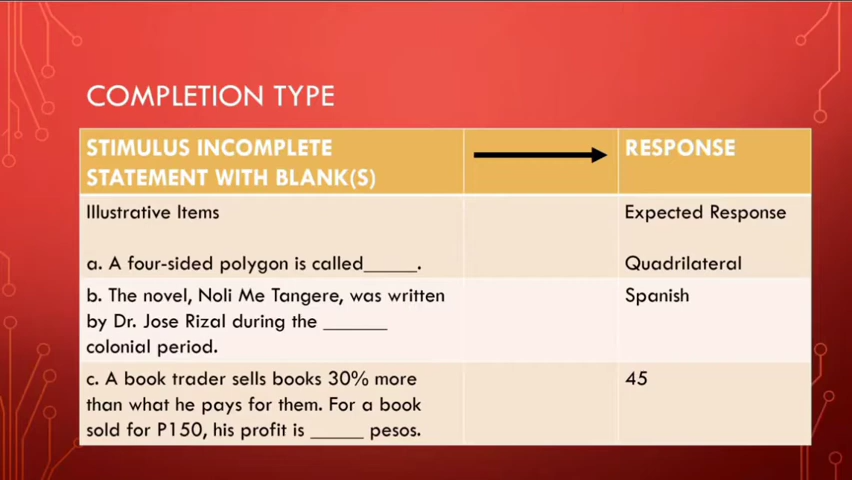 COMPLETION TYPE
STIMULUS INCOMPLETE
STATEMENT WITH BLANK(S)
RESPONSE
Illustrative Items
Expected Response
a. A four-sided polygon is called_____.
Quadrilateral
b. The novel, Noli Me Tangere, was written
by Dr. Jose Rizal during the ______
colonial period.
Spanish
c. A book trader sells books 30% more
than what he pays for them. For a book
sold for P150, his profit is _____ pesos.
45